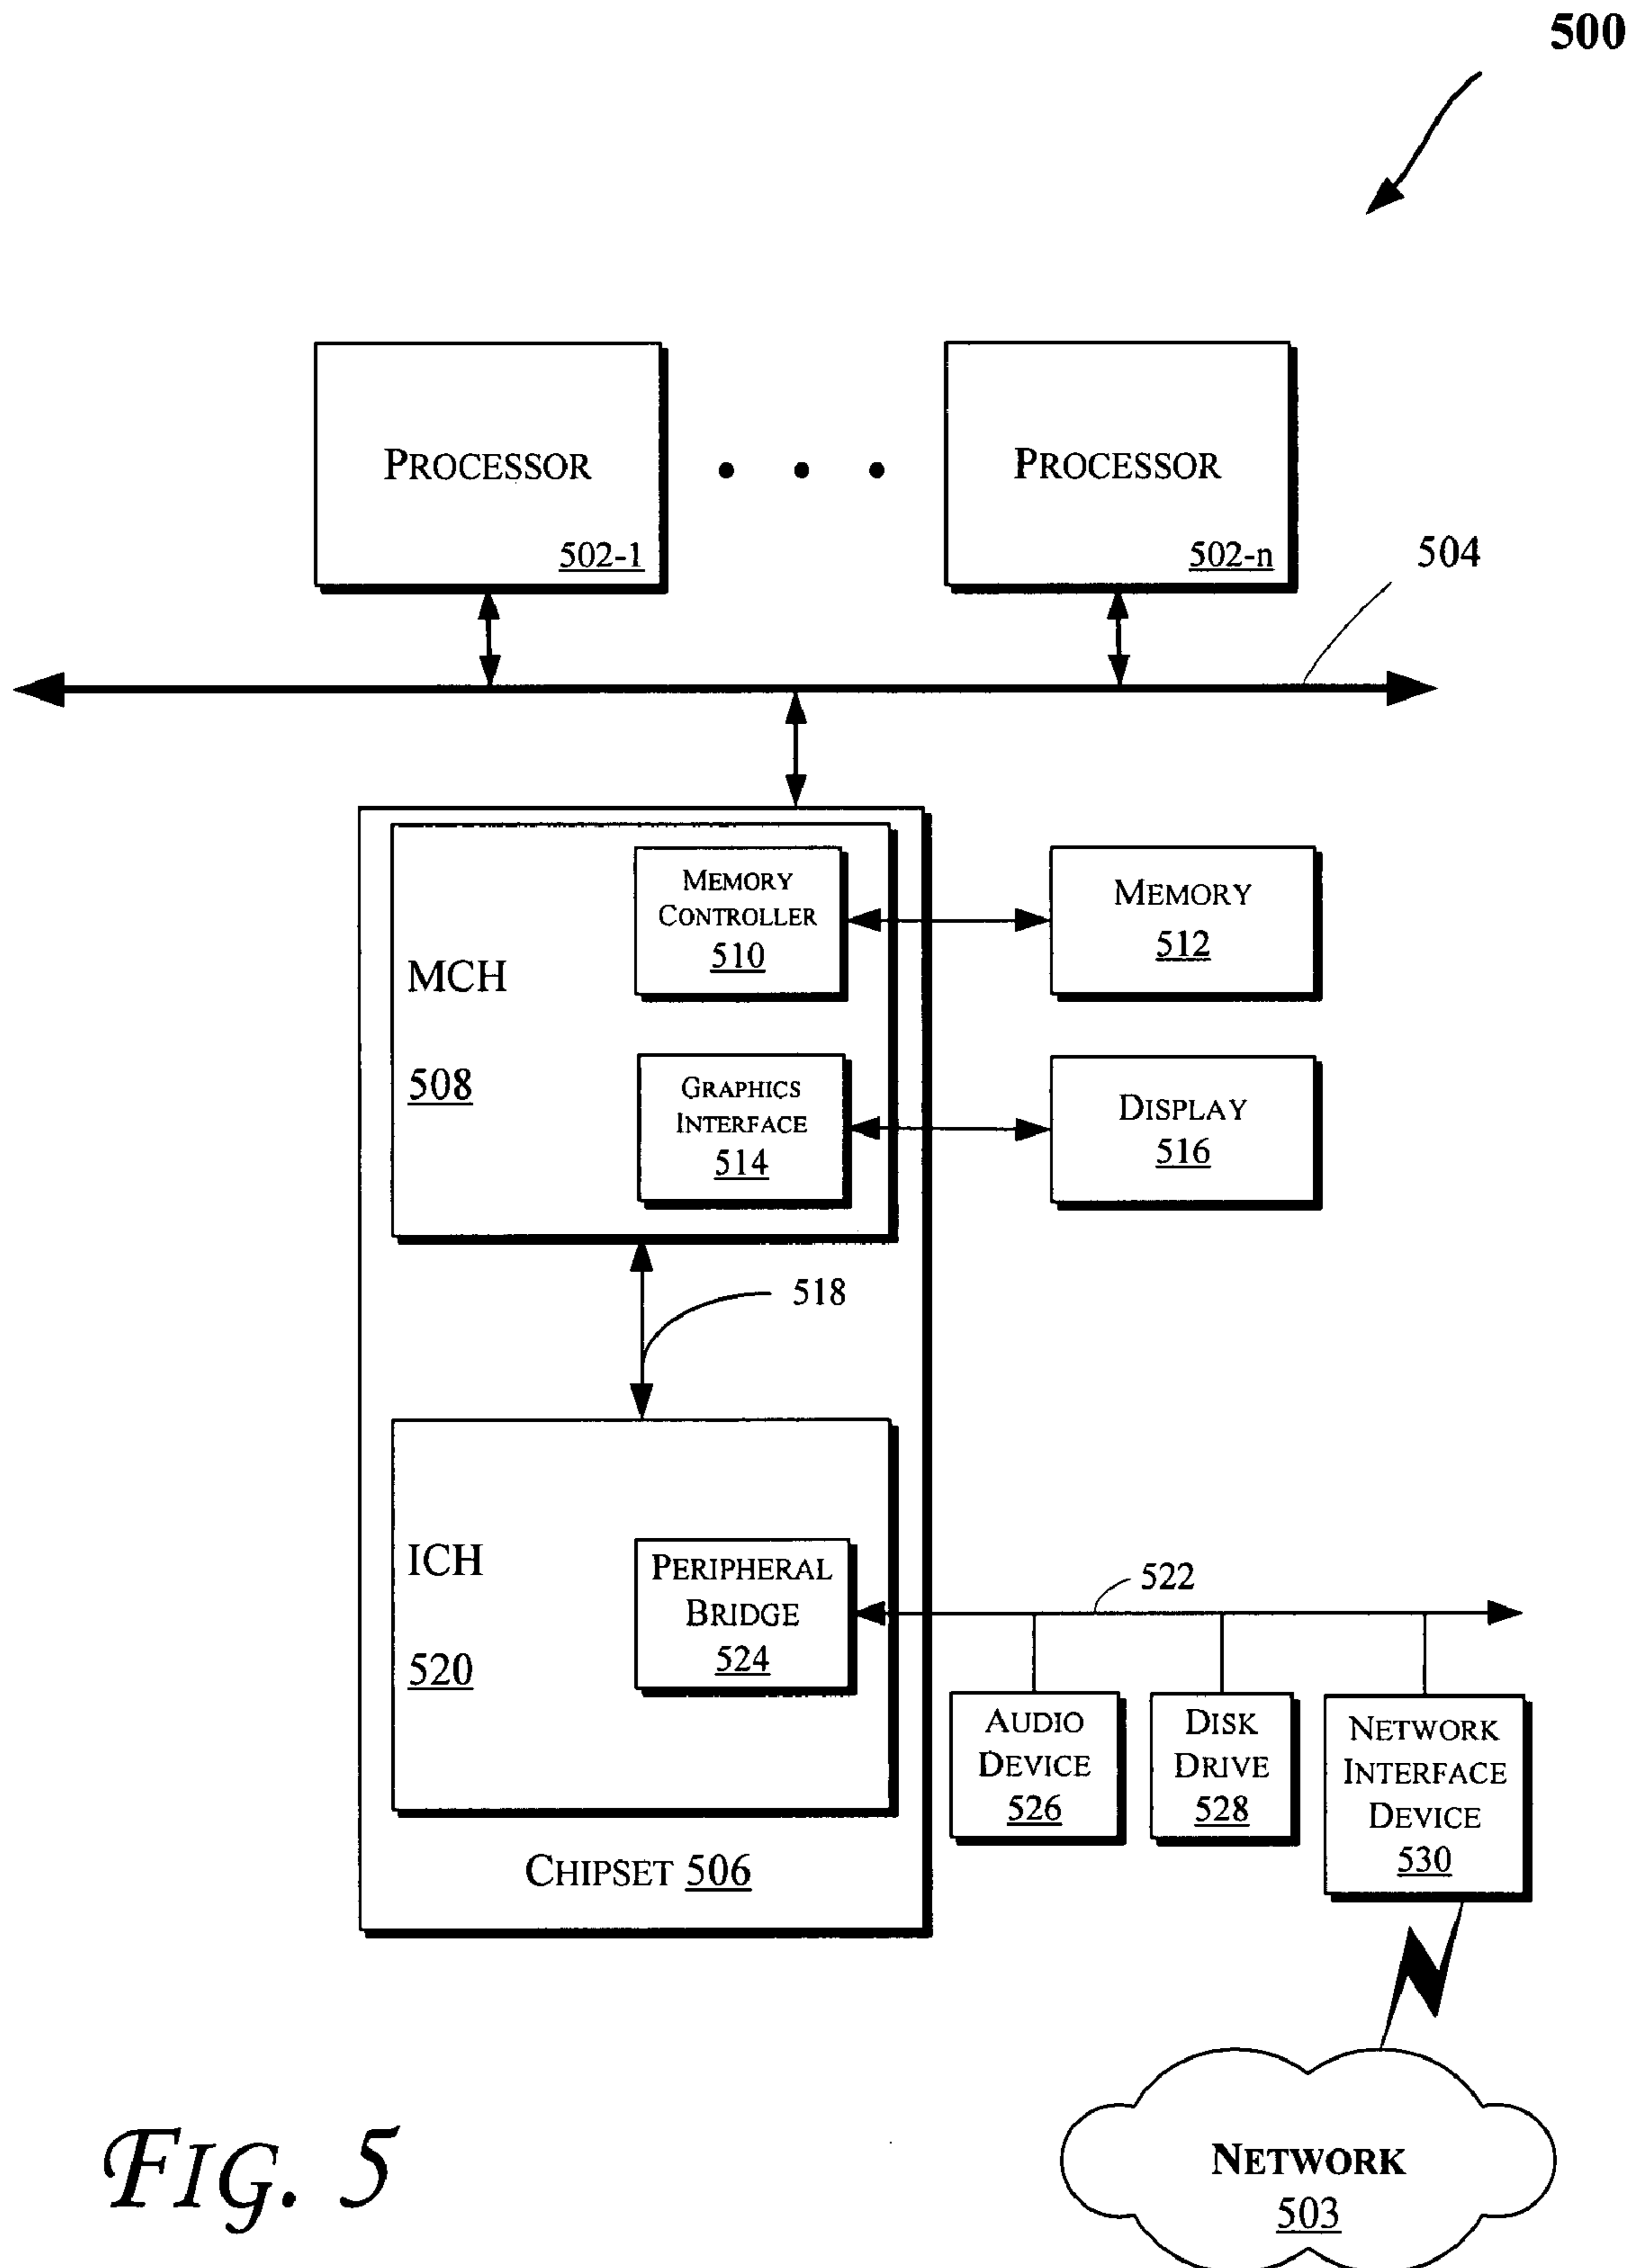 500
PROCESSOR
502-1
PROCESSOR
502-n
504
MEMORY
CONTROLLER
510
MEMORY
512
MCH
508
GRAPHICS
INTERFACE
514
DISPLAY
516
518
ICH
520
PERIPHERAL
BRIDGE
524
522
AUDIO
DEVICE
526
DISK
DRIVE
528
NETWORK
INTERFACE
DEVICE
530
CHIPSET 506
NETWORK
503
FIG. 5